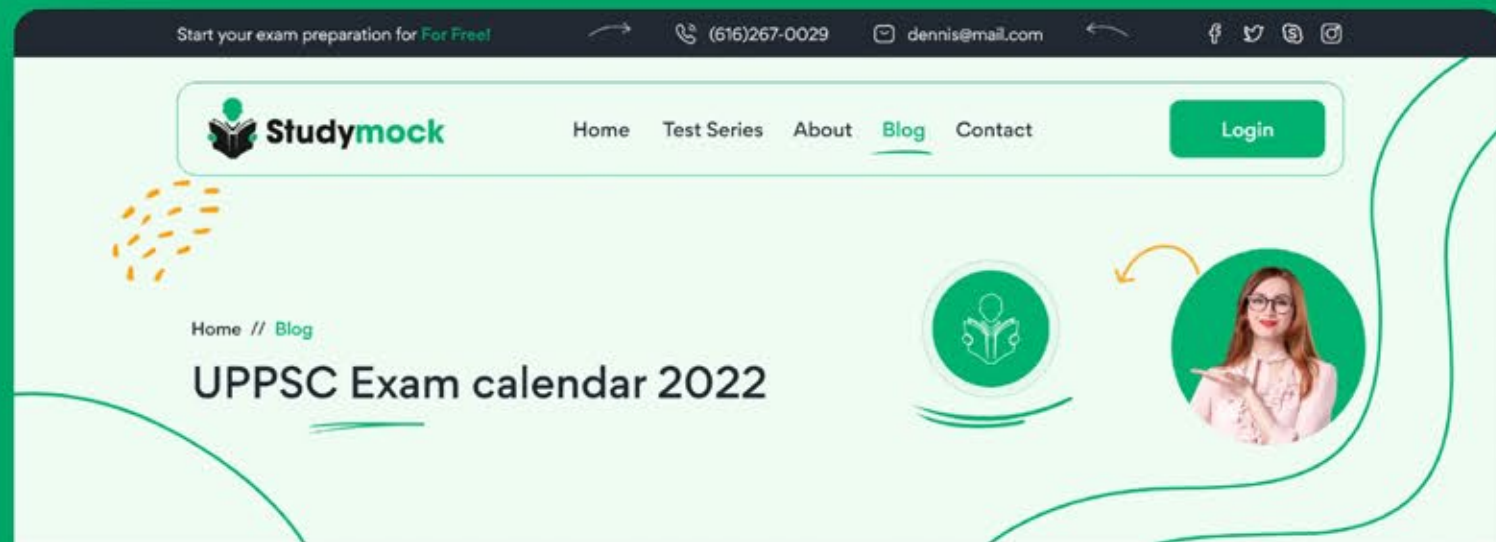 Start your exam preparation for For Free!
(616)267-0029
dennis@mail.com
Studymock
Home
Test Series
About
Blog
Contact
Login
Home // Blog
UPPSC Exam calendar 2022